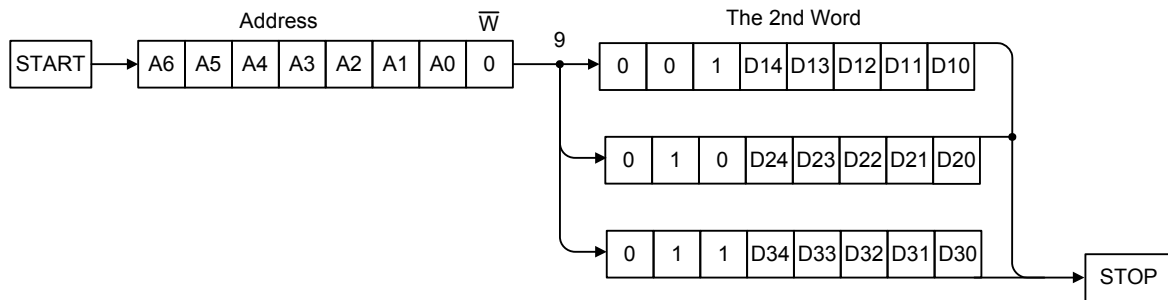 Address W̅ The 2nd Word
9
START A6 A5 A4 A3 A2 A1 A0 0 0 0 1 D14 D13 D12 D11 D10
0 1 0 D24 D23 D22 D21 D20
0 1 1 D34 D33 D32 D31 D30
STOP